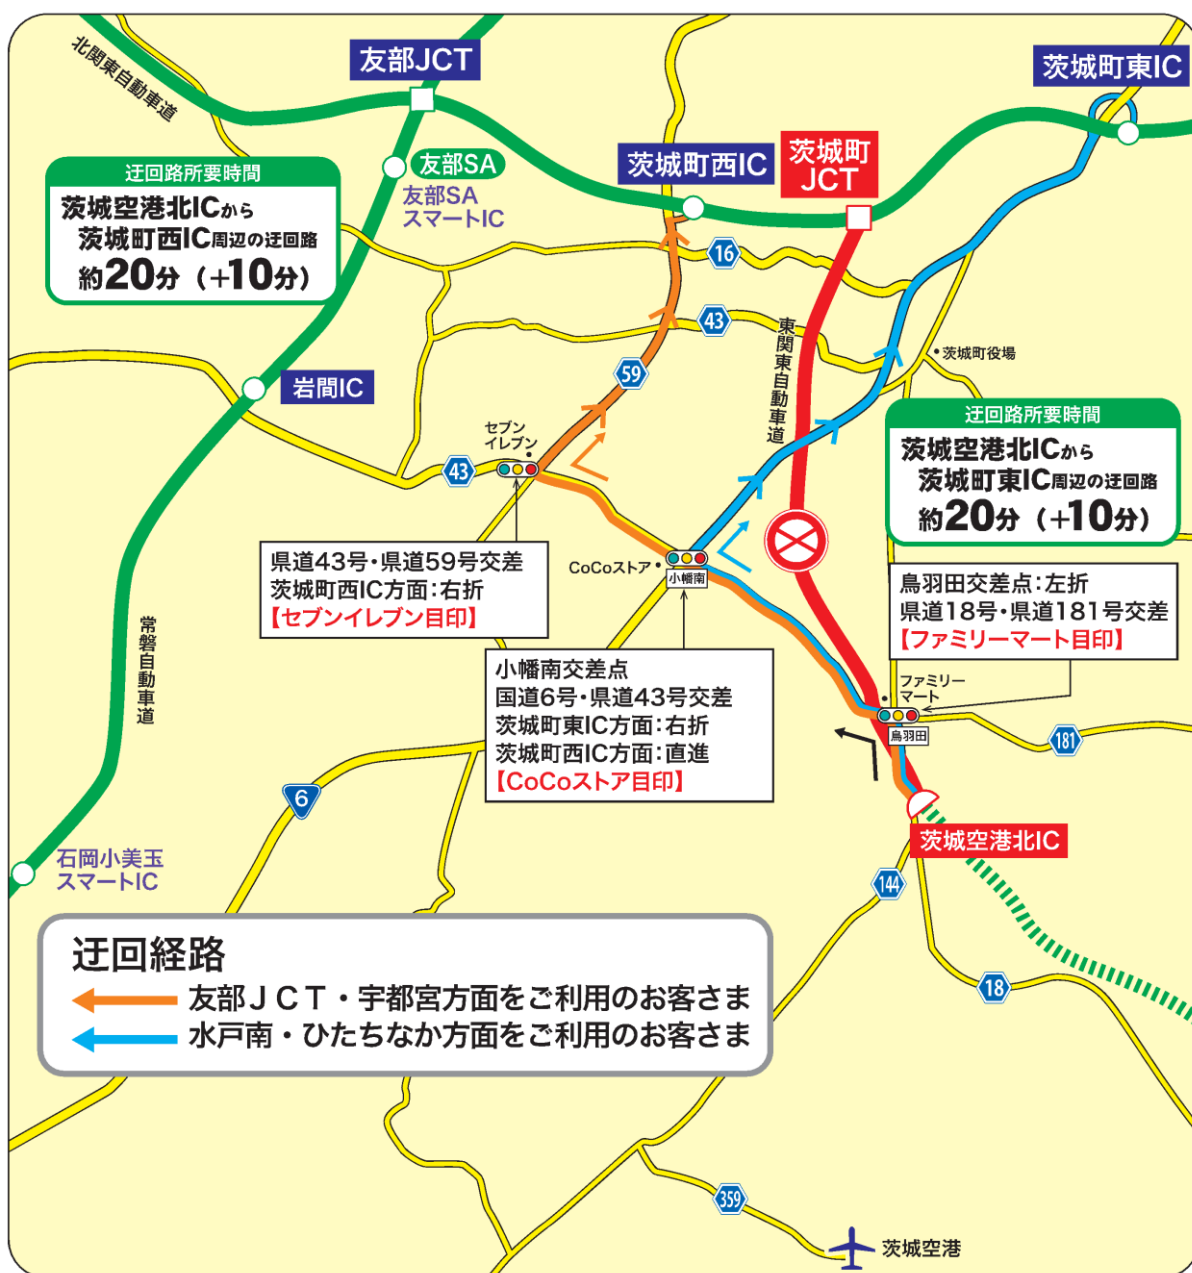 北関東自動車道
友部JCT
茨城町東IC
茨城町西IC
茨城町
JCT
友部SA
友部SA
スマートIC
迂回路所要時間
茨城空港北ICから
茨城町西IC周辺の迂回路
約20分（+10分）
16
43
59
東関東自動車道
茨城町役場
岩間IC
セブン
イレブン
43
迂回路所要時間
茨城空港北ICから
茨城町東IC周辺の迂回路
約20分（+10分）
県道43号・県道59号交差
茨城町西IC方面：右折
【セブンイレブン目印】
CoCoストア
小幡南
鳥羽田交差点：左折
県道18号・県道181号交差
【ファミリーマート目印】
常磐自動車道
小幡南交差点
国道6号・県道43号交差
茨城町東IC方面：右折
茨城町西IC方面：直進
【CoCoストア目印】
ファミリー
マート
鳥羽田
181
6
茨城空港北IC
石岡小美玉
スマートIC
144
18
迂回経路
友部ＪＣＴ・宇都宮方面をご利用のお客さま
水戸南・ひたちなか方面をご利用のお客さま
359
茨城空港